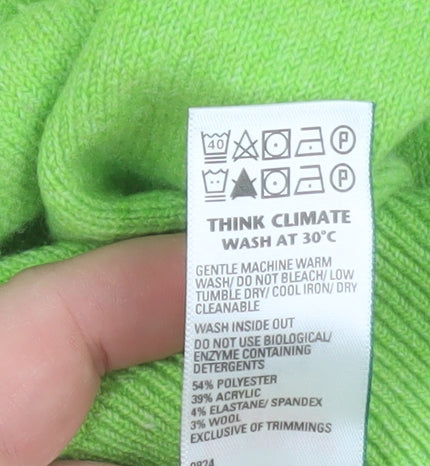 40 P
P
THINK CLIMATE
WASH AT 30°C
GENTLE MACHINE WARM
WASH/ DO NOT BLEACH/ LOW
TUMBLE DRY/ COOL IRON/ DRY
CLEANABLE
WASH INSIDE OUT
DO NOT USE BIOLOGICAL/
ENZYME CONTAINING
DETERGENTS
54% POLYESTER
39% ACRYLIC
4% ELASTANE/ SPANDEX
3% WOOL
EXCLUSIVE OF TRIMMINGS
0824